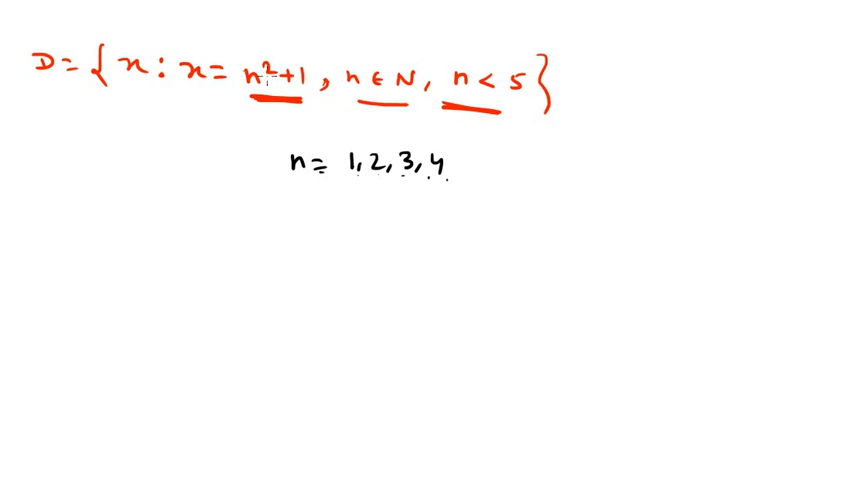 D = { x : x = n²+1 , n ∈ N, n < 5 }
n = 1, 2, 3, 4